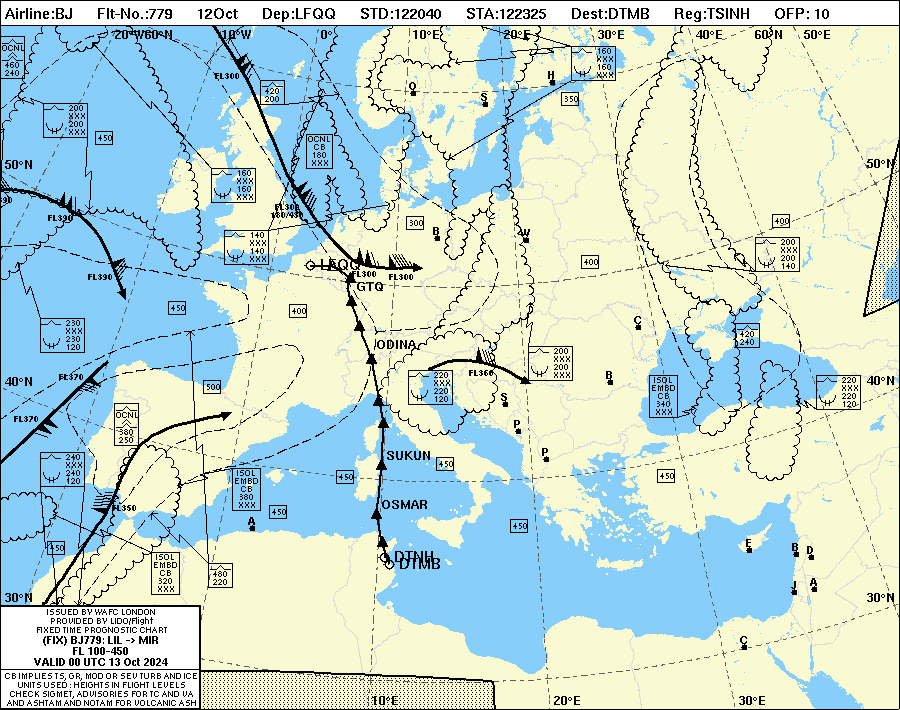 Airline:BJ Flt-No.:779 12Oct Dep:LFQQ STD:122040 STA:122325 Dest:DTMB Reg:TSINH OFP: 10
20°W60°N 10°W 0° 10°E 20°E 30°E 40°E 60°N 50°E
OCNL
460
240
FL300
420
200
160
XXX
160
XXX
O
S
H
350
200
XXX
200
XXX
450
OCNL
CB
180
XXX
50°N
50°N
160
XXX
160
XXX
390
FL390
FL300
180/430
300
B
W
400
140
XXX
140
XXX
200
XXX
200
140
FL390
LFQQ
FL300
FL300
GTQ
400
450
400
230
XXX
230
120
C
420
240
ODINA
200
XXX
200
XXX
FL370
500
220
XXX
220
120
FL366
B
ISOL
EMBD
CB
340
XXX
220
XXX
220
120
40°N
40°N
FL370
OCNL
380
250
S
P
P
SUKUN
450
240
XXX
240
120
ISOL
EMBD
CB
380
XXX
450
450
FL350
OSMAR
450
A
450
450
E
B
D
DTNH
DTMB
ISOL
EMBD
CB
320
XXX
480
220
J
A
30°N
30°N
C
ISSUED BY WAFC LONDON
PROVIDED BY LIDO/Flight
FIXED TIME PROGNOSTIC CHART
(FIX) BJ779: LIL -> MIR
FL 100-450
VALID 00 UTC 13 Oct 2024
CB IMPLIES TS, GR, MOD OR SEV TURB AND ICE
UNITS USED : HEIGHTS IN FLIGHT LEVELS
CHECK SIGMET, ADVISORIES FOR TC AND VA
AND ASHTAM AND NOTAM FOR VOLCANIC ASH
10°E 20°E 30°E